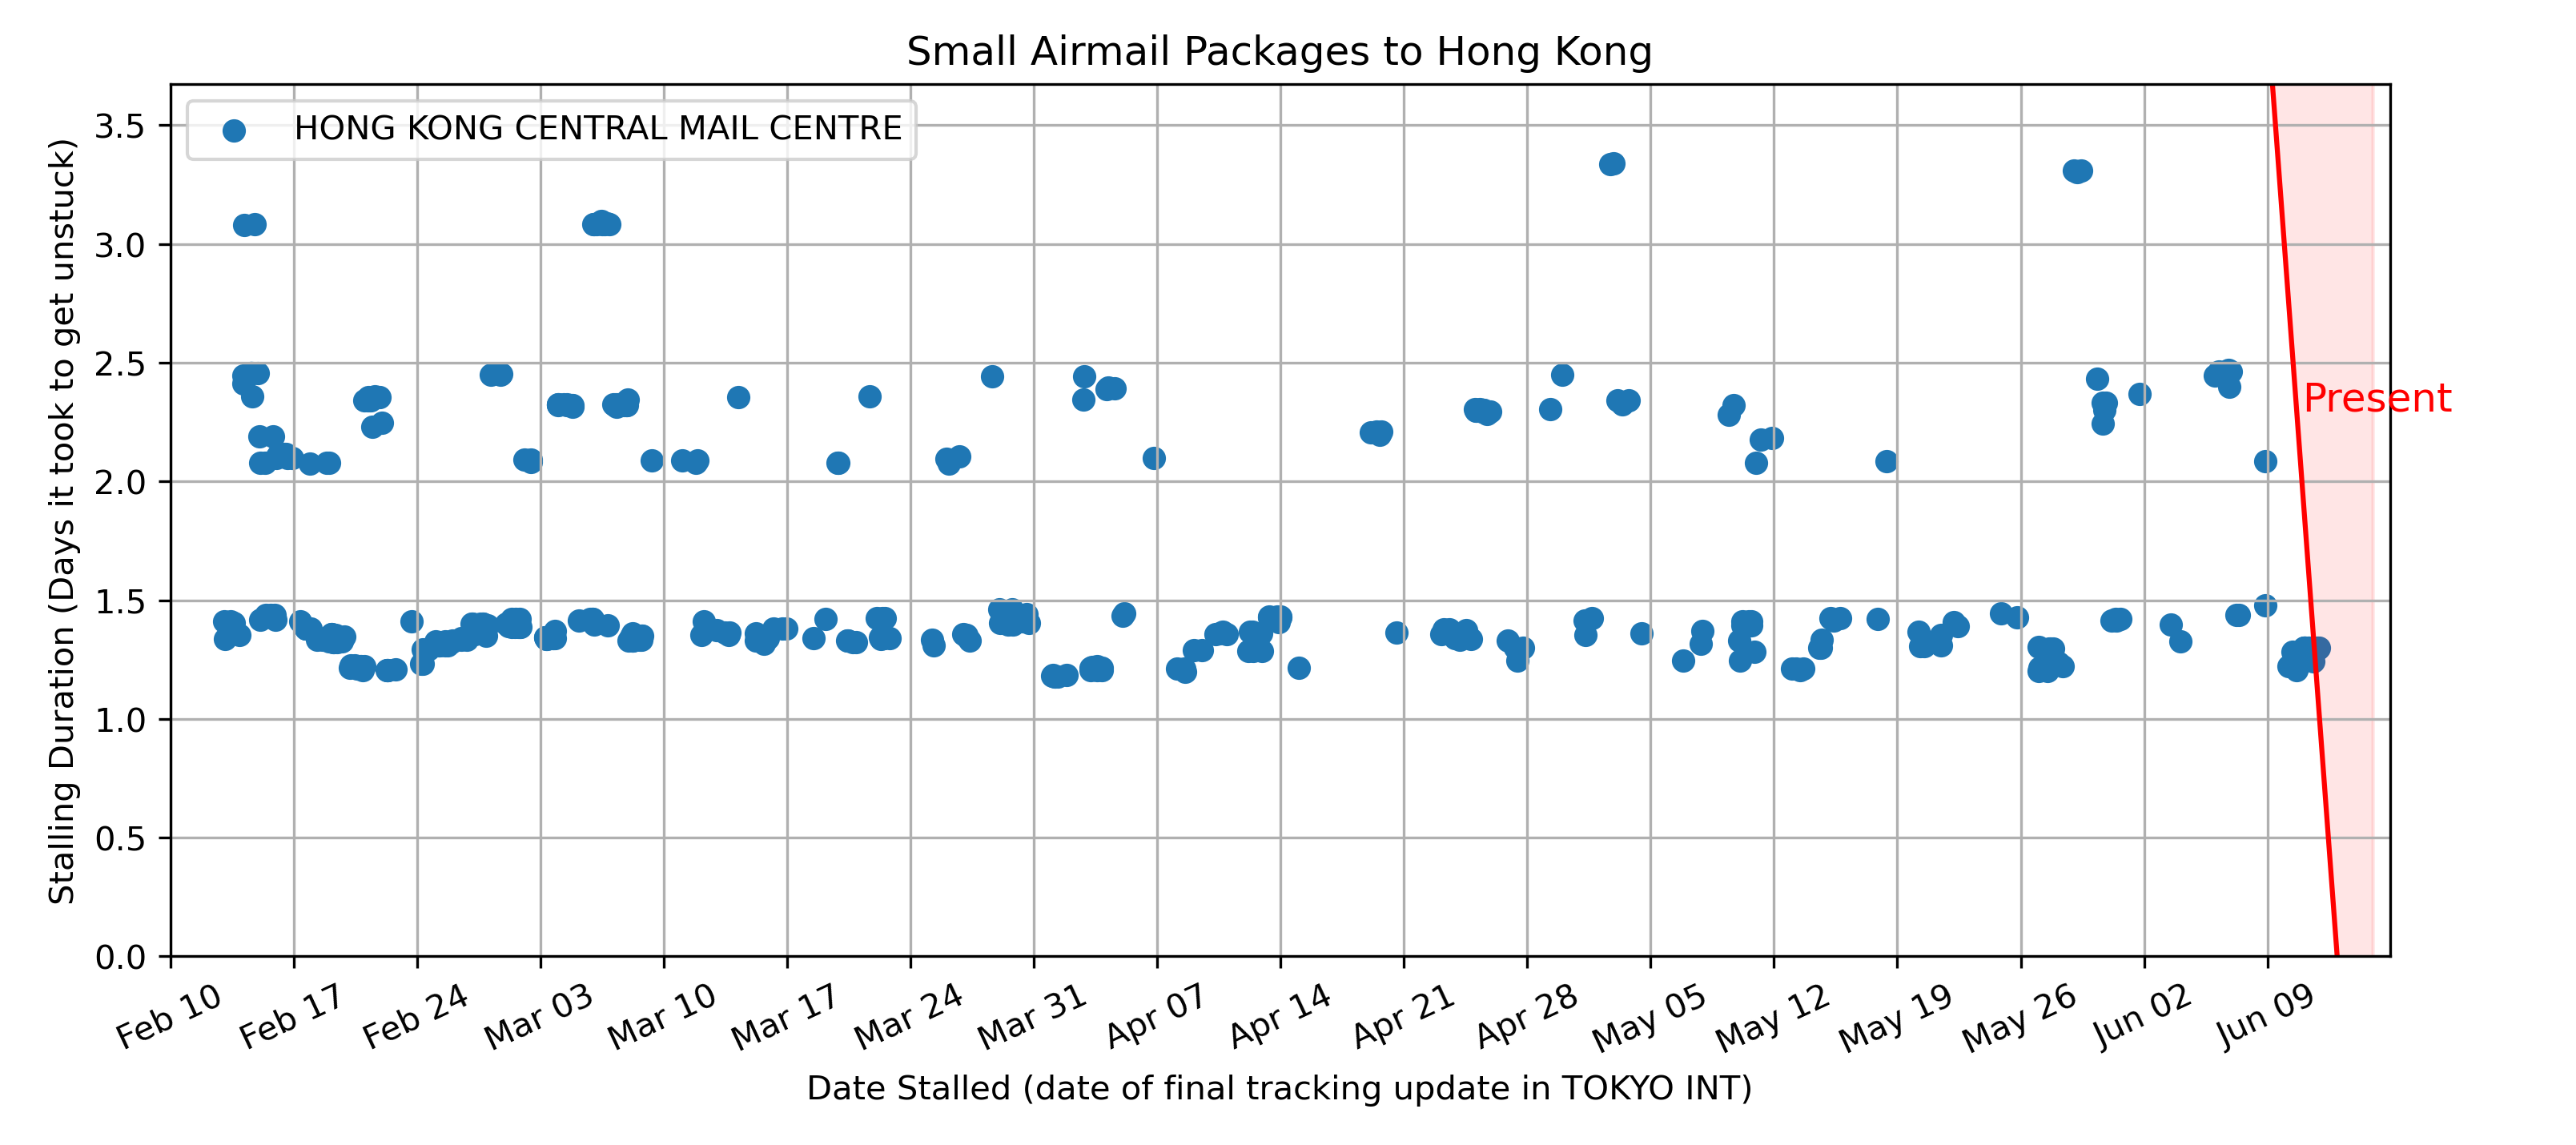 Small Airmail Packages to Hong Kong
HONG KONG CENTRAL MAIL CENTRE
Stalling Duration (Days it took to get unstuck)
3.5
3.0
2.5
2.0
1.5
1.0
0.5
0.0
Present
Feb 10
Feb 17
Feb 24
Mar 03
Mar 10
Mar 17
Mar 24
Mar 31
Apr 07
Apr 14
Apr 21
Apr 28
May 05
May 12
May 19
May 26
Jun 02
Jun 09
Date Stalled (date of final tracking update in TOKYO INT)